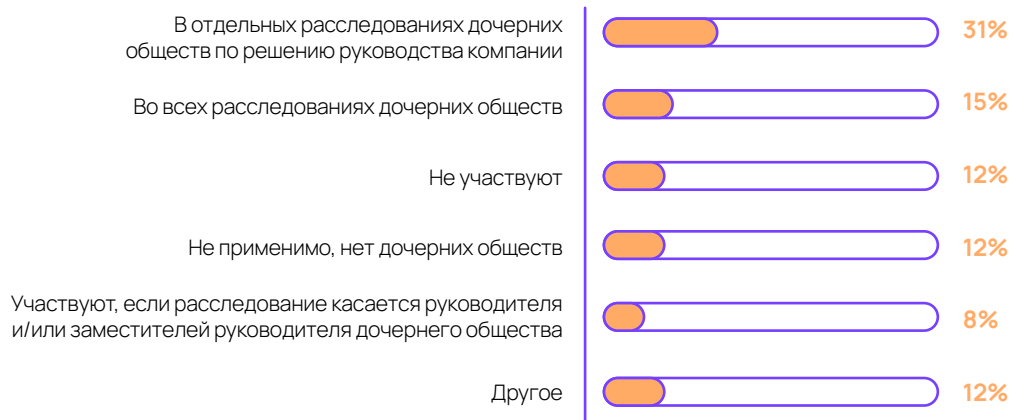 В отдельных расследованиях дочерних
обществ по решению руководства компании
31%
Во всех расследованиях дочерних обществ
15%
Не участвуют
12%
Не применимо, нет дочерних обществ
12%
Участвуют, если расследование касается руководителя
и/или заместителей руководителя дочернего общества
8%
Другое
12%